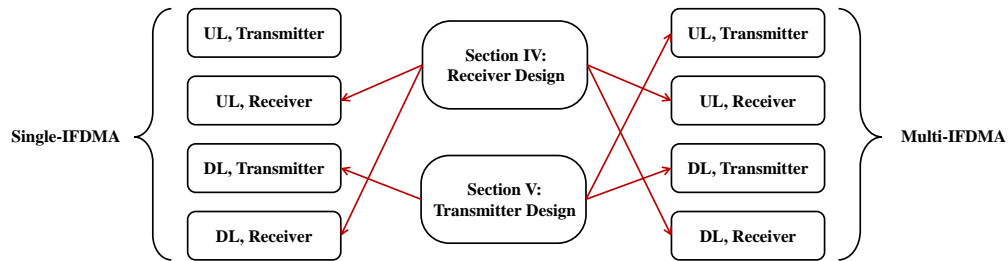 Single-IFDMA
UL, Transmitter
UL, Receiver
DL, Transmitter
DL, Receiver
Section IV:
Receiver Design
Section V:
Transmitter Design
UL, Transmitter
UL, Receiver
DL, Transmitter
DL, Receiver
Multi-IFDMA